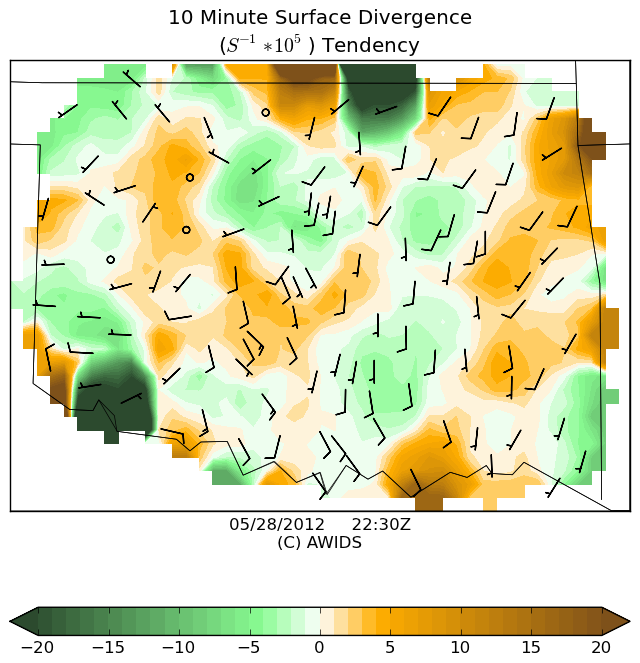 10 Minute Surface Divergence
(S⁻¹ * 10⁵ ) Tendency
05/28/2012 22:30Z
(C) AWIDS
−20 −15 −10 −5 0 5 10 15 20